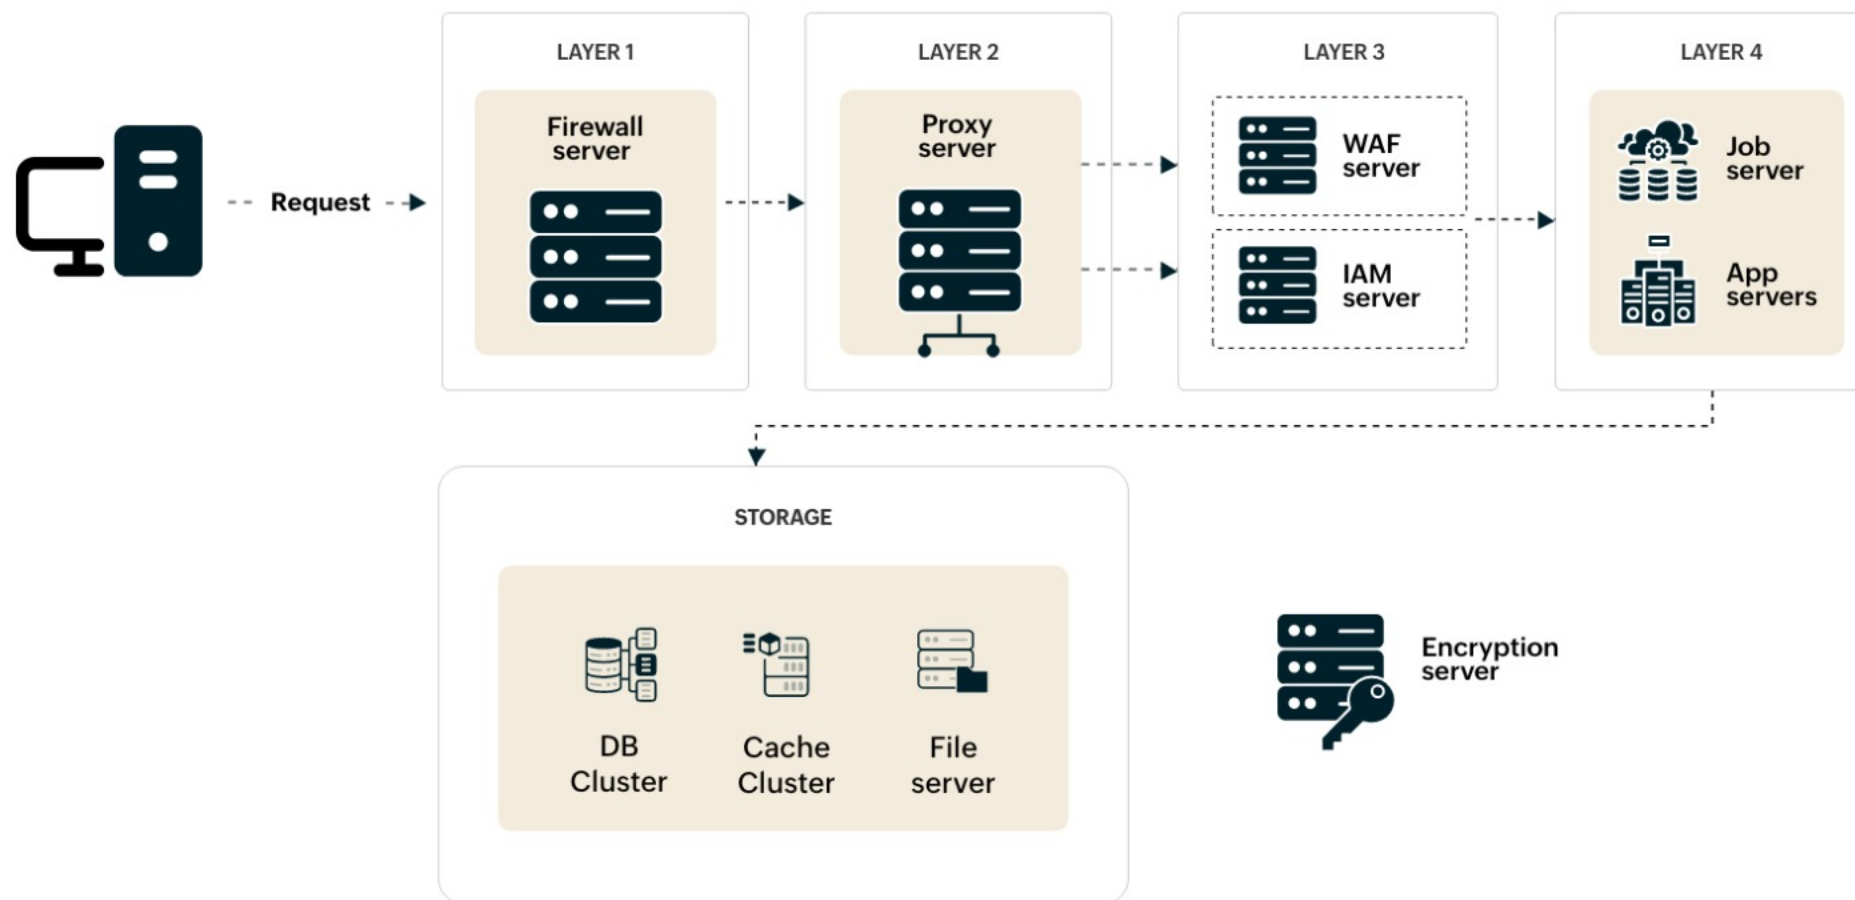 LAYER 1
LAYER 2
LAYER 3
LAYER 4
Request
Firewall
server
Proxy
server
WAF
server
IAM
server
Job
server
App
servers
STORAGE
DB
Cluster
Cache
Cluster
File
server
Encryption
server